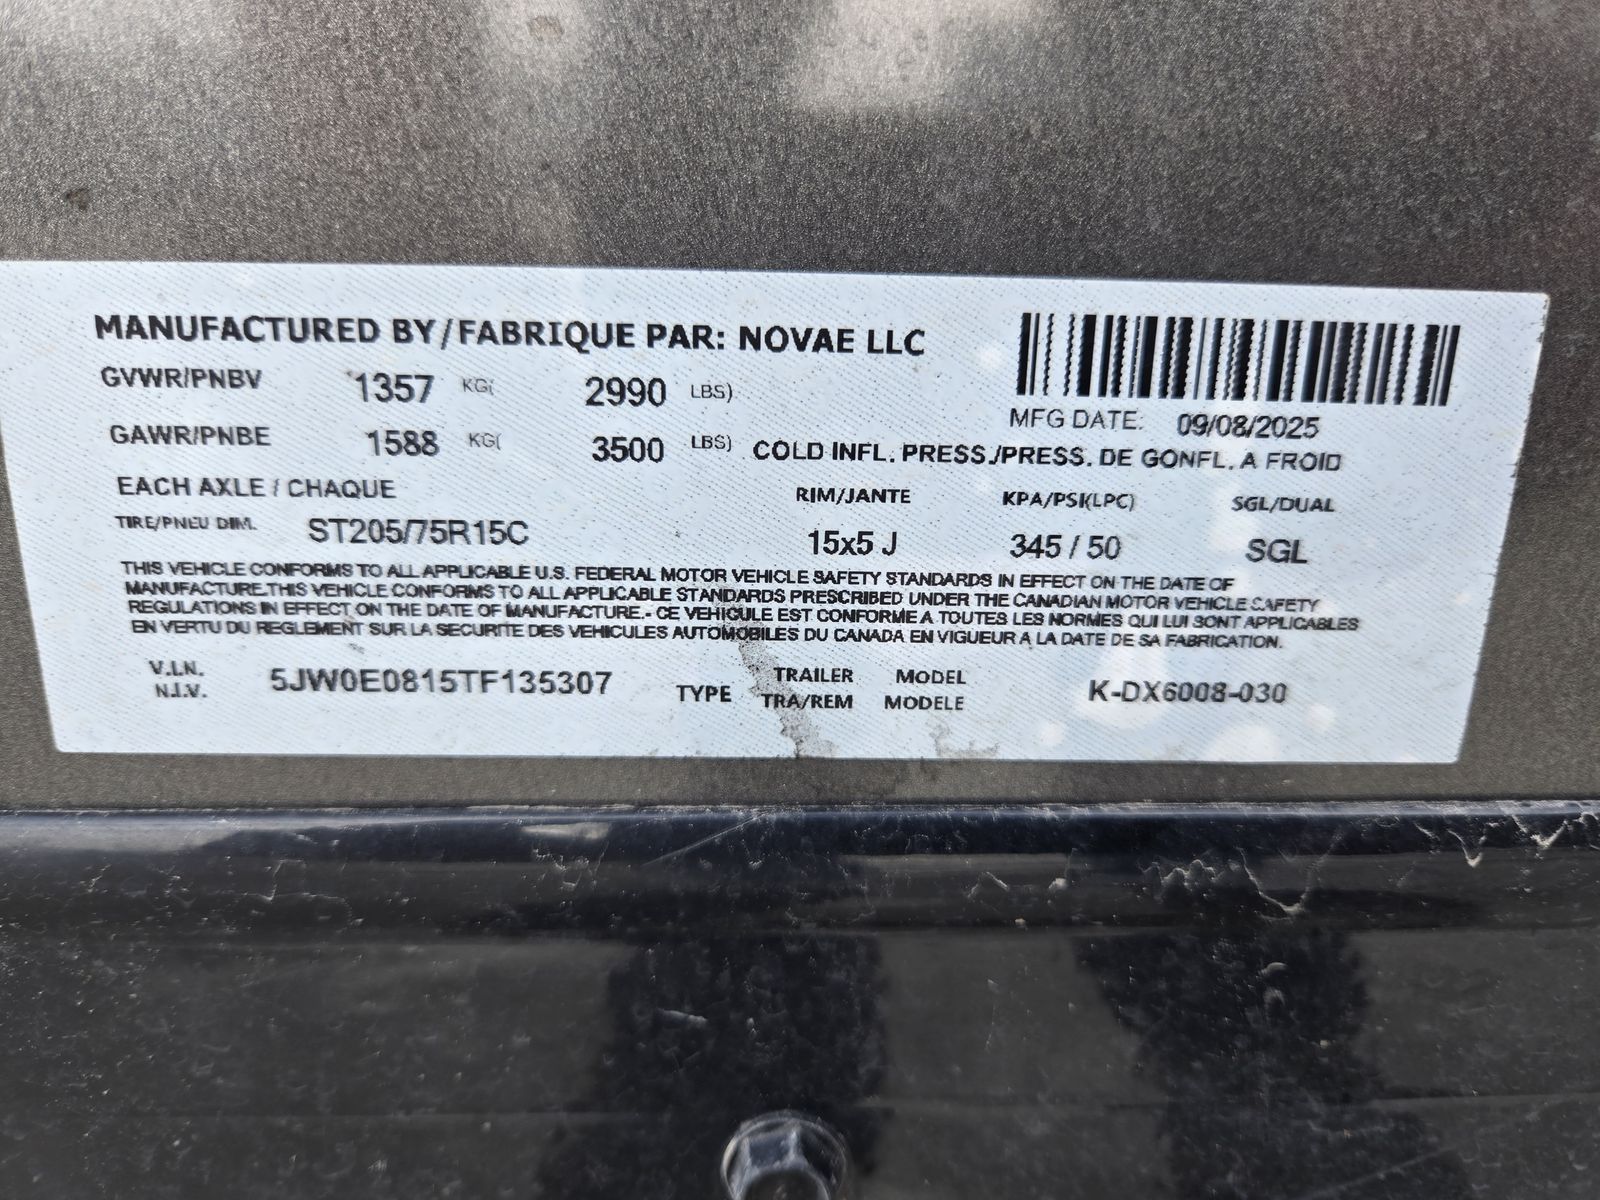 MANUFACTURED BY/FABRIQUE PAR: NOVAE LLC
GVWR/PNBV 1357 KG( 2990 LBS)
MFG DATE: 09/08/2025
GAWR/PNBE 1588 KG( 3500 LBS)
COLD INFL. PRESS./PRESS. DE GONFL. A FROID
EACH AXLE / CHAQUE
RIM/JANTE KPA/PSI(LPC) SGL/DUAL
TIRE/PNEU DIM. ST205/75R15C 15x5 J 345 / 50 SGL
THIS VEHICLE CONFORMS TO ALL APPLICABLE U.S. FEDERAL MOTOR VEHICLE SAFETY STANDARDS IN EFFECT ON THE DATE OF
MANUFACTURE.THIS VEHICLE CONFORMS TO ALL APPLICABLE STANDARDS PRESCRIBED UNDER THE CANADIAN MOTOR VEHICLE SAFETY
REGULATIONS IN EFFECT ON THE DATE OF MANUFACTURE.- CE VEHICULE EST CONFORME A TOUTES LES NORMES QUI LUI SONT APPLICABLES
EN VERTU DU REGLEMENT SUR LA SECURITE DES VEHICULES AUTOMOBILES DU CANADA EN VIGUEUR A LA DATE DE SA FABRICATION.
V.I.N. 5JW0E0815TF135307 TYPE TRAILER MODEL K-DX6008-030
N.I.V. TRA/REM MODELE